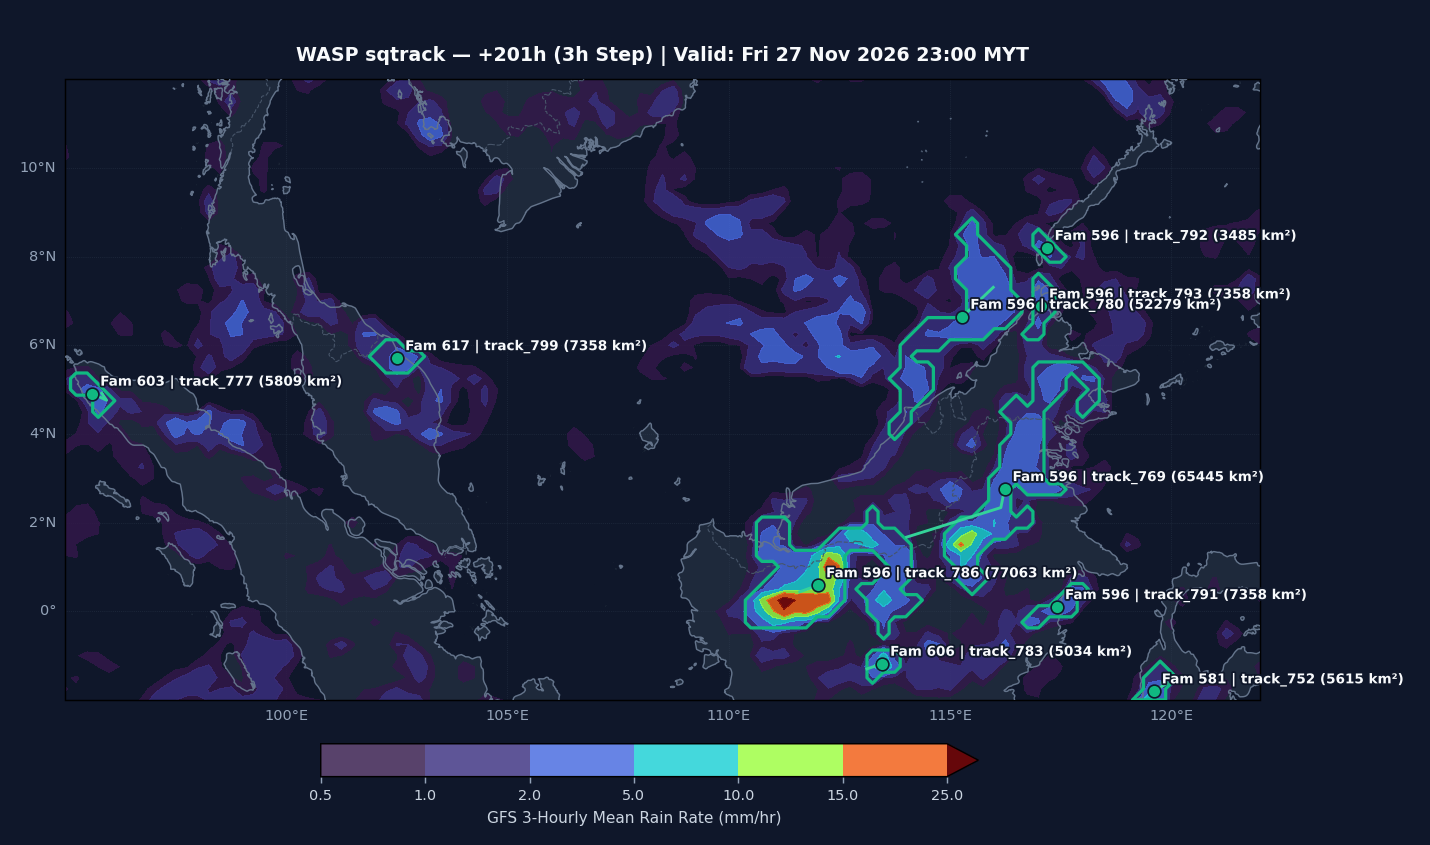 WASP sqtrack — +201h (3h Step) | Valid: Fri 27 Nov 2026 23:00 MYT
10°N
8°N
6°N
4°N
2°N
0°
Fam 596 | track_792 (3485 km²)
Fam 596 | track_793 (7358 km²)
Fam 596 | track_780 (52279 km²)
Fam 617 | track_799 (7358 km²)
Fam 603 | track_777 (5809 km²)
Fam 596 | track_769 (65445 km²)
Fam 596 | track_786 (77063 km²)
Fam 596 | track_791 (7358 km²)
Fam 606 | track_783 (5034 km²)
Fam 581 | track_752 (5615 km²)
100°E 105°E 110°E 115°E 120°E
0.5 1.0 2.0 5.0 10.0 15.0 25.0
GFS 3-Hourly Mean Rain Rate (mm/hr)